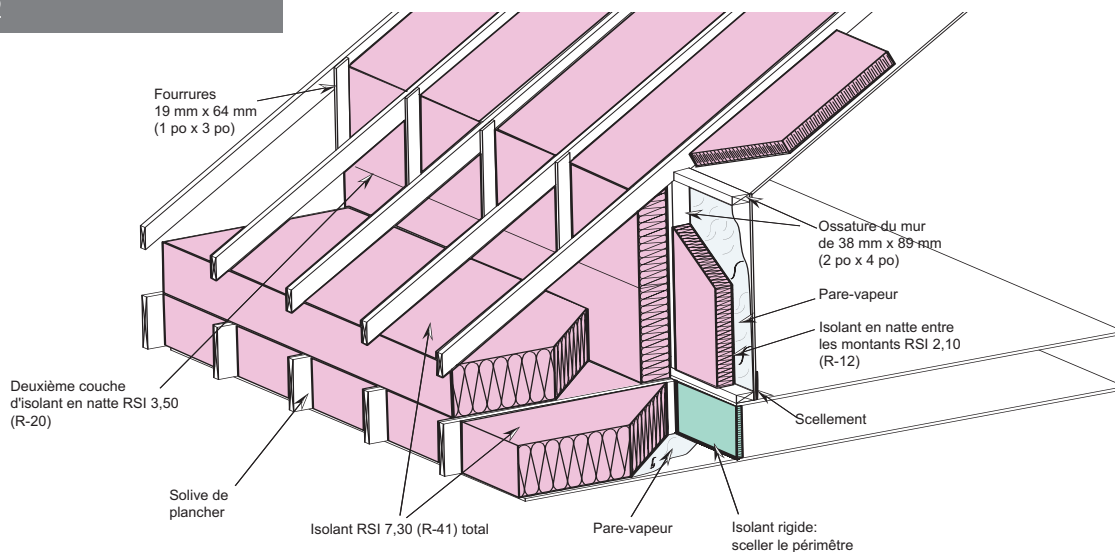 Fourrures
19 mm x 64 mm
(1 po x 3 po)
Ossature du mur
de 38 mm x 89 mm
(2 po x 4 po)
Pare-vapeur
Isolant en natte entre
les montants RSI 2,10
(R-12)
Deuxième couche
d'isolant en natte RSI 3,50
(R-20)
Scellement
Solive de
plancher
Isolant RSI 7,30 (R-41) total
Pare-vapeur
Isolant rigide:
sceller le périmêtre